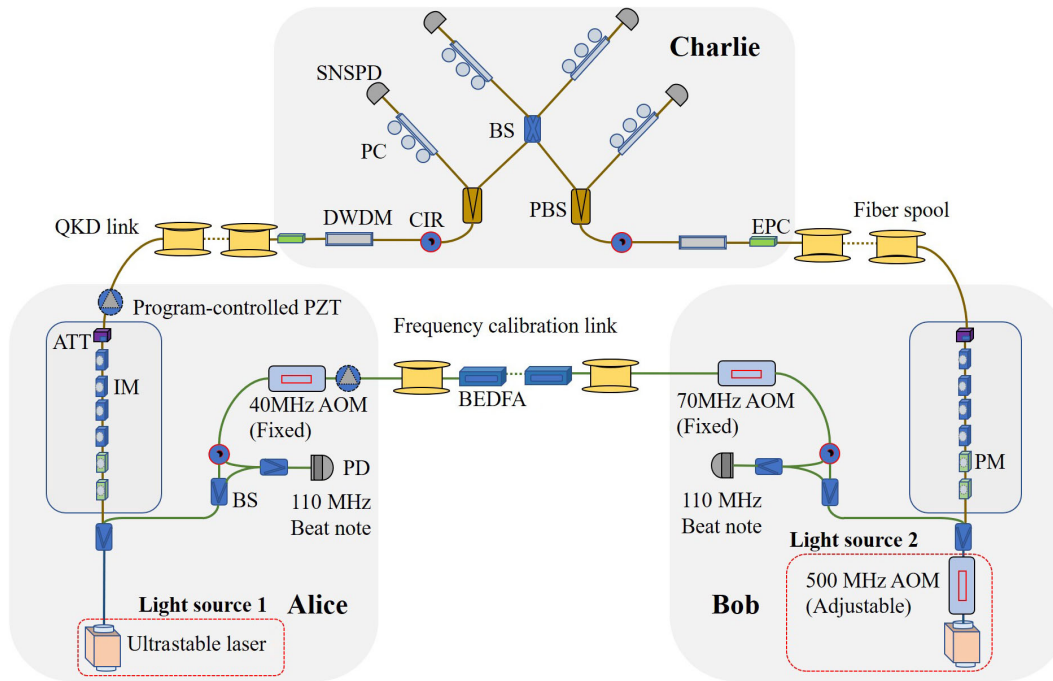 Charlie
SNSPD
BS
PC
PBS
QKD link
DWDM
CIR
EPC
Fiber spool
Program-controlled PZT
ATT
IM
Frequency calibration link
40MHz AOM
(Fixed)
BEDFA
70MHz AOM
(Fixed)
PD
BS
110 MHz
Beat note
110 MHz
Beat note
PM
Light source 1
Alice
Ultrastable laser
Bob
Light source 2
500 MHz AOM
(Adjustable)